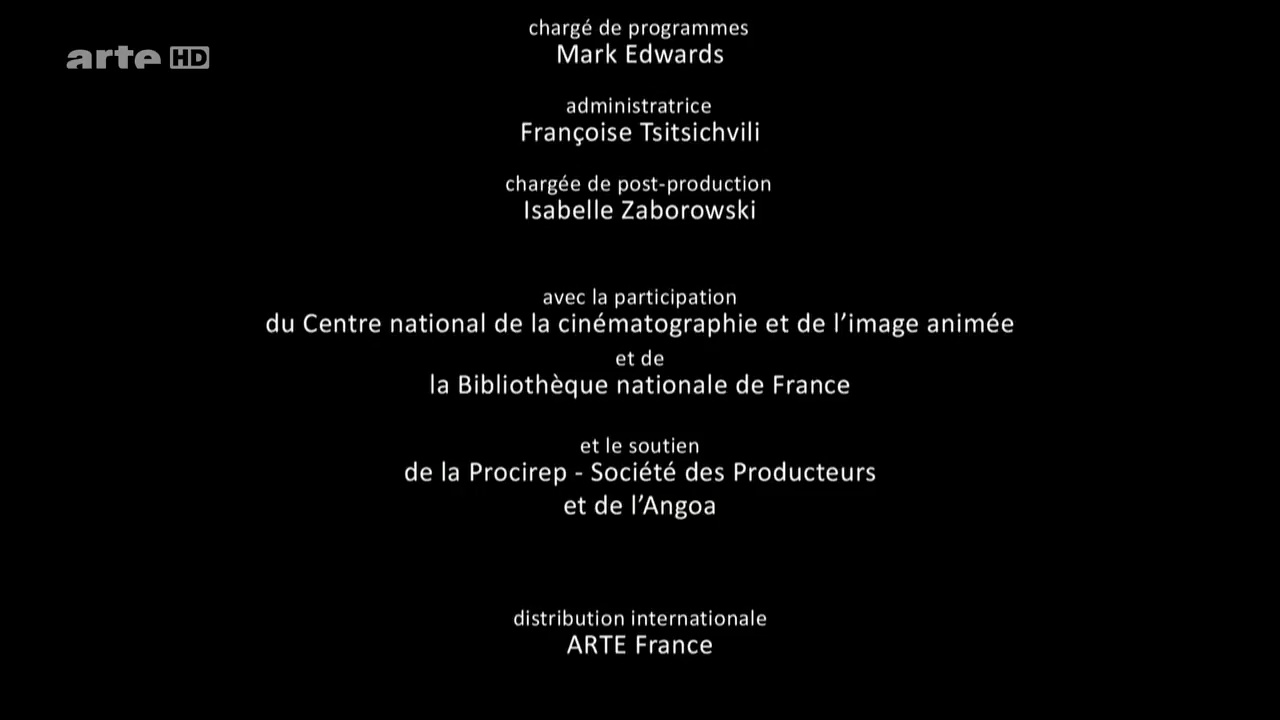 arte HD
chargé de programmes
Mark Edwards
administratrice
Françoise Tsitsichvili
chargée de post-production
Isabelle Zaborowski
avec la participation
du Centre national de la cinématographie et de l’image animée
et de
la Bibliothèque nationale de France
et le soutien
de la Procirep - Société des Producteurs
et de l’Angoa
distribution internationale
ARTE France